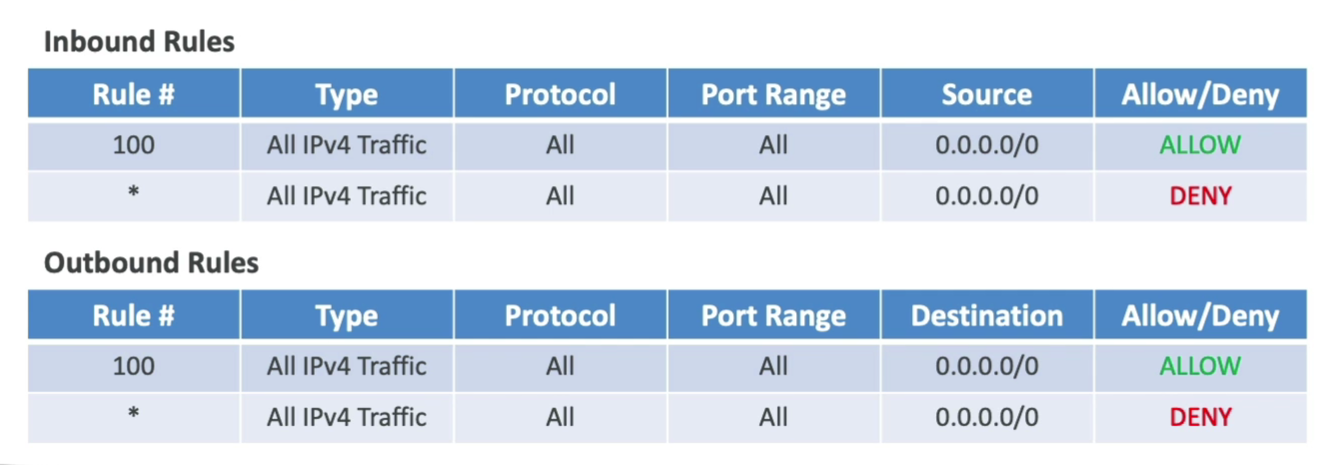 Inbound Rules
Rule # Type Protocol Port Range Source Allow/Deny
100 All IPv4 Traffic All All 0.0.0.0/0 ALLOW
* All IPv4 Traffic All All 0.0.0.0/0 DENY
Outbound Rules
Rule # Type Protocol Port Range Destination Allow/Deny
100 All IPv4 Traffic All All 0.0.0.0/0 ALLOW
* All IPv4 Traffic All All 0.0.0.0/0 DENY